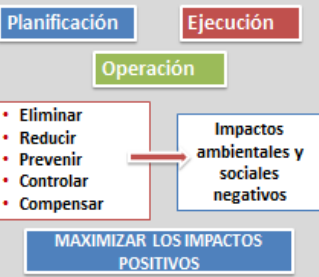 Planificación
Ejecución
Operación
• Eliminar
• Reducir
• Prevenir
• Controlar
• Compensar
Impactos
ambientales y
sociales
negativos
MAXIMIZAR LOS IMPACTOS
POSITIVOS